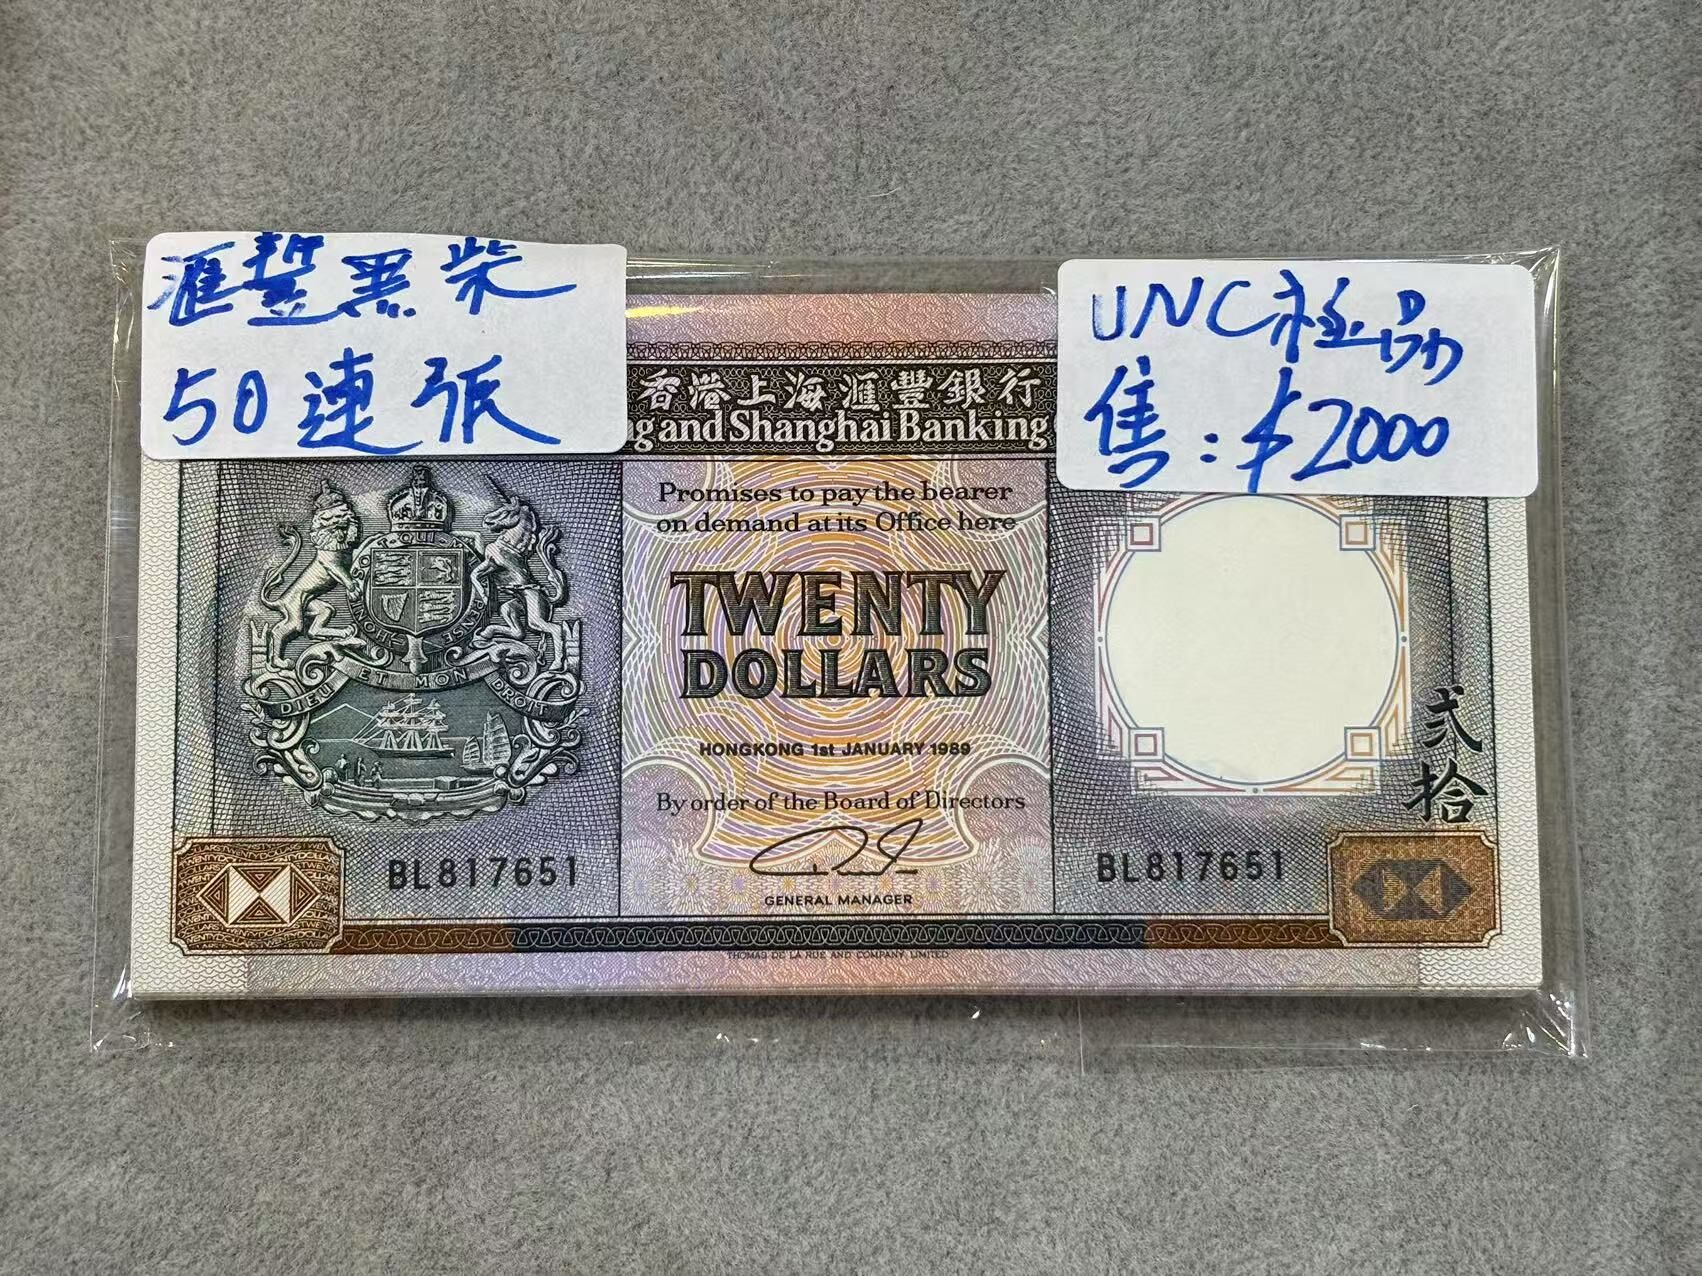 滙豐黑柴
50連張
UNC極品
售：$2000
香港上海滙豐銀行
g and Shanghai Banking
Promises to pay the bearer
on demand at its Office here
TWENTY
DOLLARS
HONGKONG 1st JANUARY 1989
By order of the Board of Directors
GENERAL MANAGER
BL817651
BL817651
貳拾
QUI MAL Y PENSE
DIEU ET MON DROIT
THOMAS DE LA RUE AND COMPANY, LIMITED